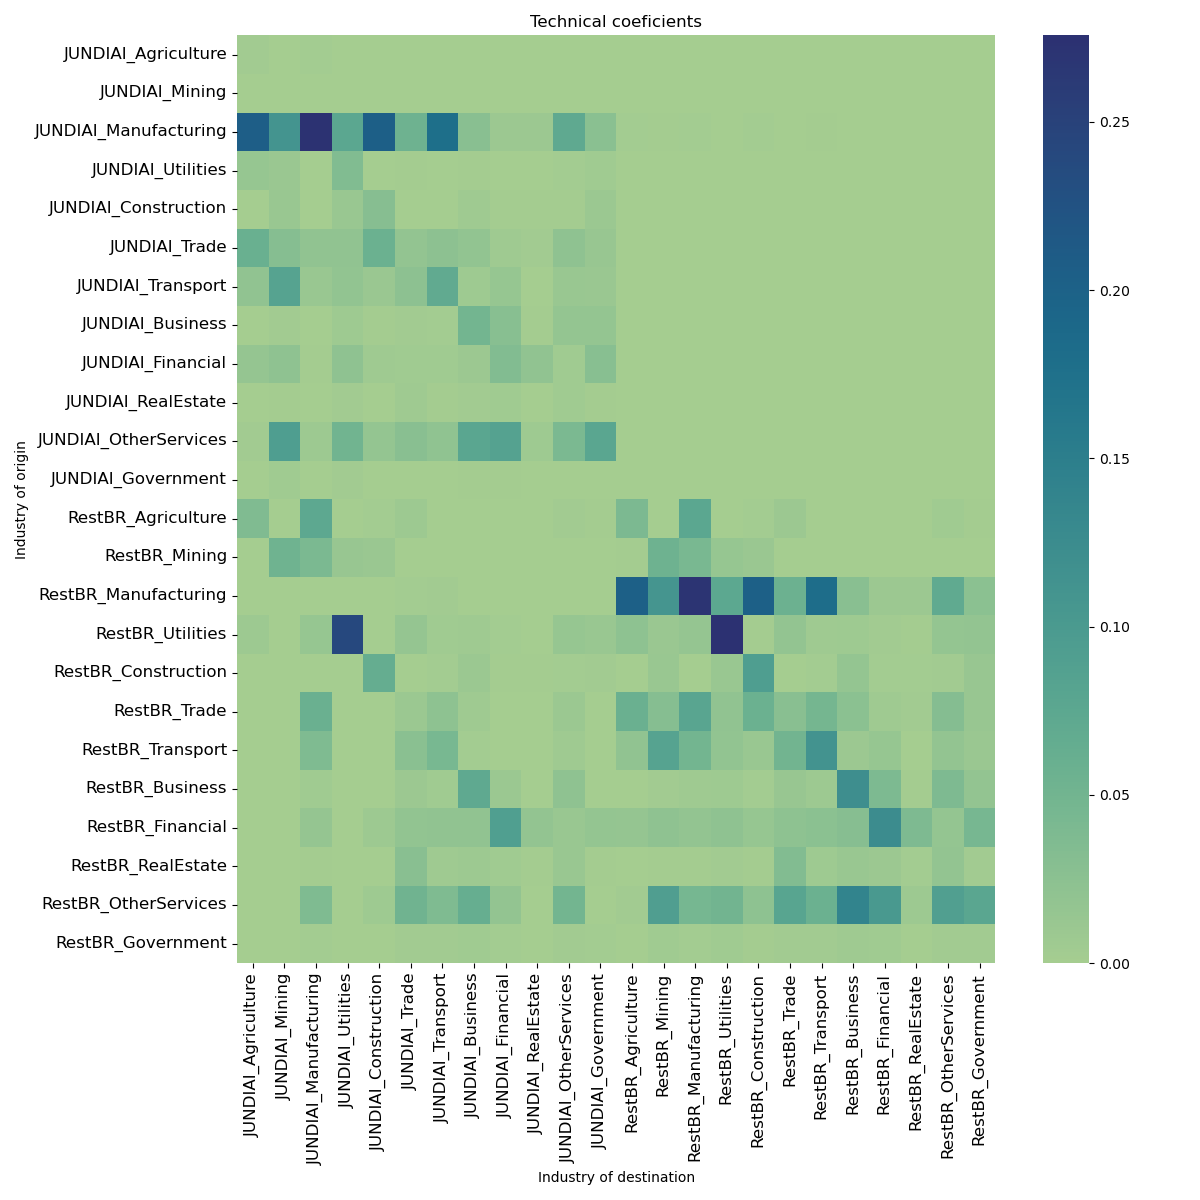 Technical coeficients
JUNDIAI_Agriculture
JUNDIAI_Mining
JUNDIAI_Manufacturing
JUNDIAI_Utilities
JUNDIAI_Construction
JUNDIAI_Trade
JUNDIAI_Transport
JUNDIAI_Business
JUNDIAI_Financial
JUNDIAI_RealEstate
JUNDIAI_OtherServices
JUNDIAI_Government
RestBR_Agriculture
RestBR_Mining
RestBR_Manufacturing
RestBR_Utilities
RestBR_Construction
RestBR_Trade
RestBR_Transport
RestBR_Business
RestBR_Financial
RestBR_RealEstate
RestBR_OtherServices
RestBR_Government
Industry of origin
JUNDIAI_Agriculture
JUNDIAI_Mining
JUNDIAI_Manufacturing
JUNDIAI_Utilities
JUNDIAI_Construction
JUNDIAI_Trade
JUNDIAI_Transport
JUNDIAI_Business
JUNDIAI_Financial
JUNDIAI_RealEstate
JUNDIAI_OtherServices
JUNDIAI_Government
RestBR_Agriculture
RestBR_Mining
RestBR_Manufacturing
RestBR_Utilities
RestBR_Construction
RestBR_Trade
RestBR_Transport
RestBR_Business
RestBR_Financial
RestBR_RealEstate
RestBR_OtherServices
RestBR_Government
Industry of destination
0.25
0.20
0.15
0.10
0.05
0.00